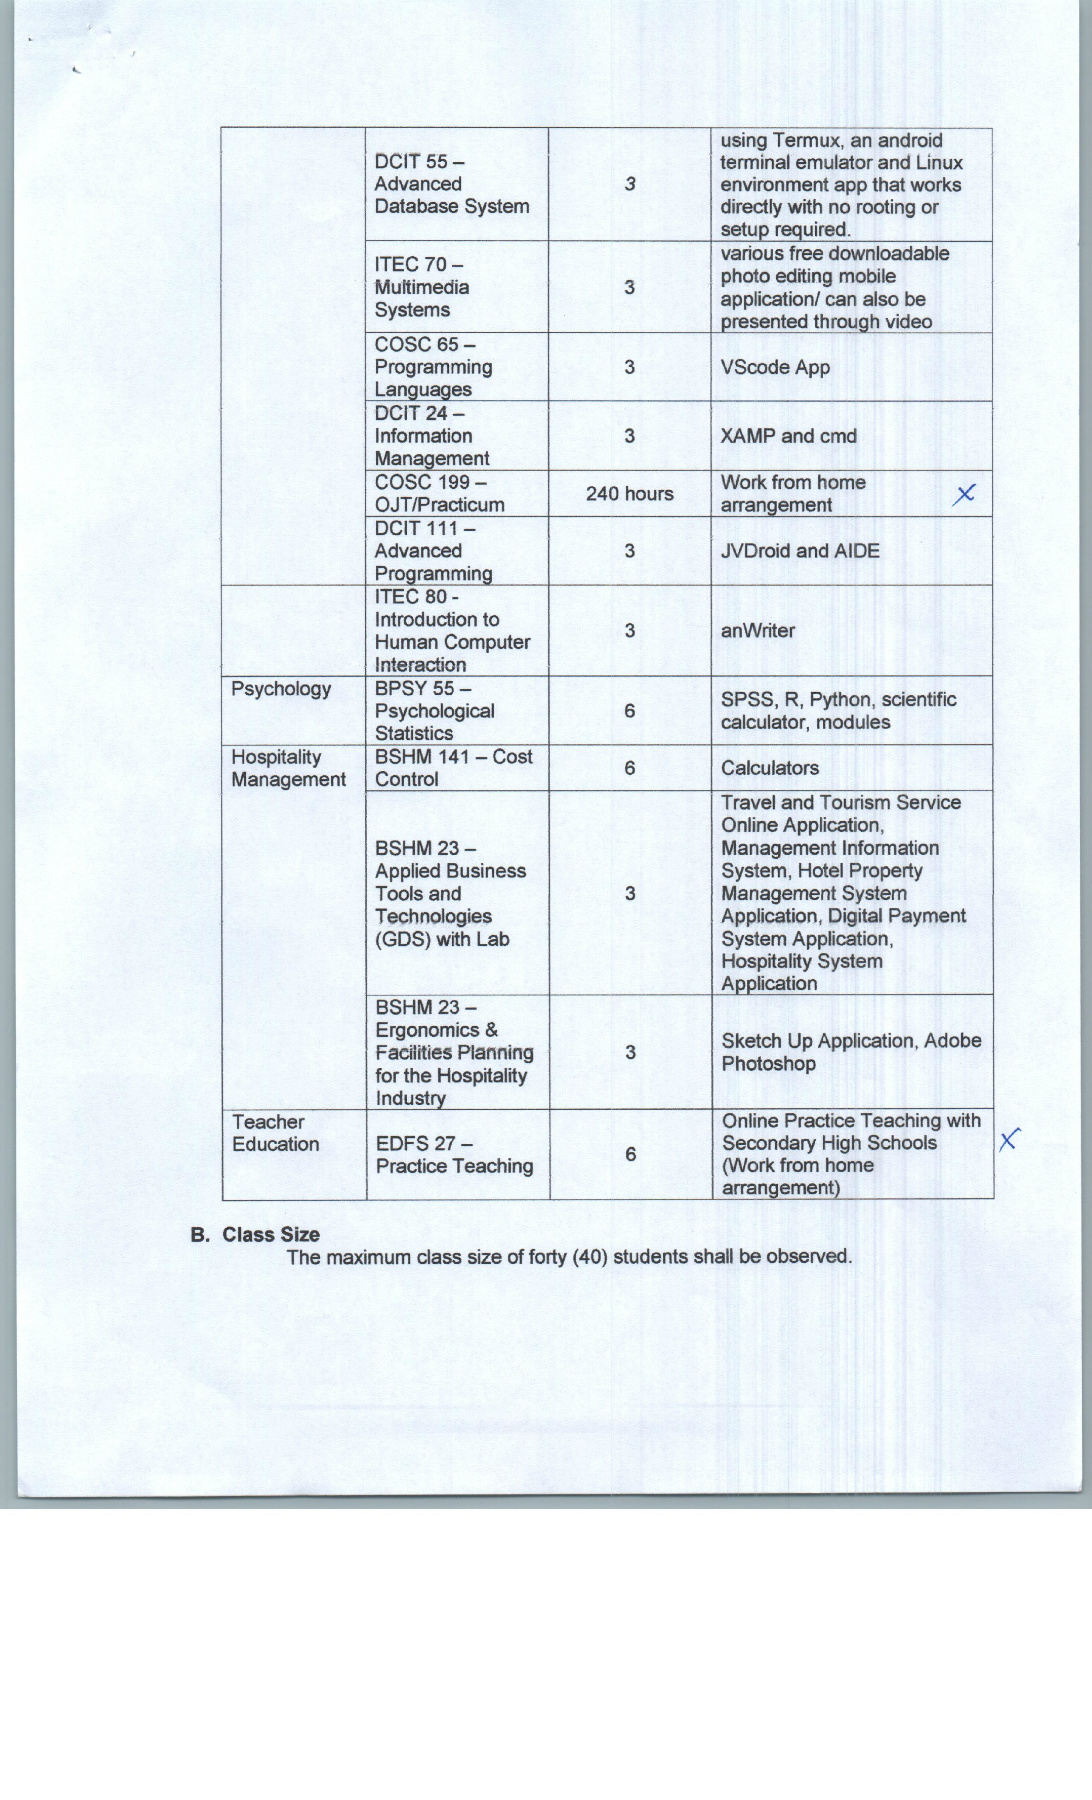 DCIT 55 –
Advanced
Database System
3
using Termux, an android
terminal emulator and Linux
environment app that works
directly with no rooting or
setup required.
ITEC 70 –
Multimedia
Systems
3
various free downloadable
photo editing mobile
application/ can also be
presented through video
COSC 65 –
Programming
Languages
3
VScode App
DCIT 24 –
Information
Management
3
XAMP and cmd
COSC 199 –
OJT/Practicum
240 hours
Work from home
arrangement
X
DCIT 111 –
Advanced
Programming
3
JVDroid and AIDE
ITEC 80 -
Introduction to
Human Computer
Interaction
3
anWriter
Psychology
BPSY 55 –
Psychological
Statistics
6
SPSS, R, Python, scientific
calculator, modules
Hospitality
Management
BSHM 141 – Cost
Control
6
Calculators
BSHM 23 –
Applied Business
Tools and
Technologies
(GDS) with Lab
3
Travel and Tourism Service
Online Application,
Management Information
System, Hotel Property
Management System
Application, Digital Payment
System Application,
Hospitality System
Application
BSHM 23 –
Ergonomics &
Facilities Planning
for the Hospitality
Industry
3
Sketch Up Application, Adobe
Photoshop
Teacher
Education
EDFS 27 –
Practice Teaching
6
Online Practice Teaching with
Secondary High Schools
(Work from home
arrangement)
X
B. Class Size
The maximum class size of forty (40) students shall be observed.